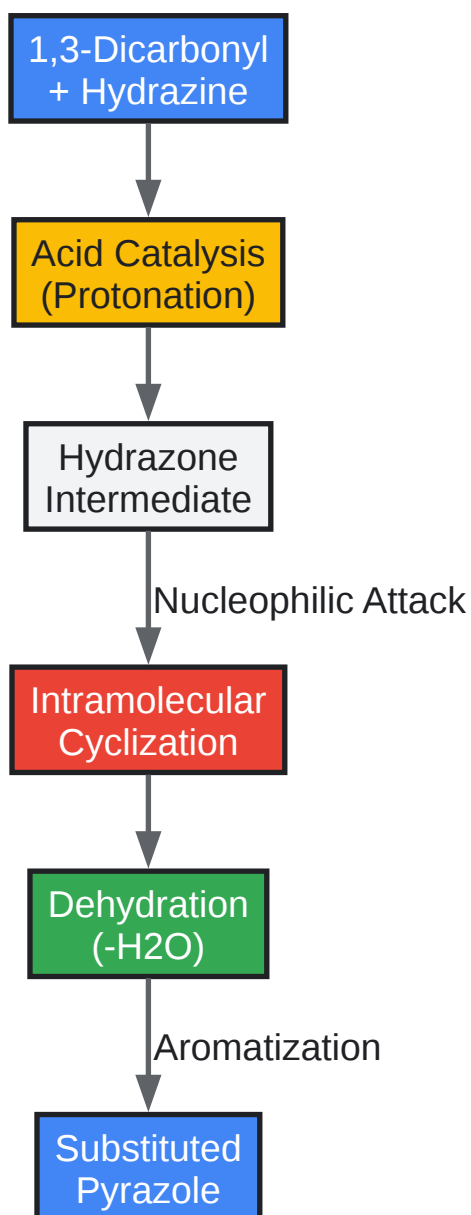 1,3-Dicarbonyl
+ Hydrazine
Acid Catalysis
(Protonation)
Hydrazone
Intermediate
Nucleophilic Attack
Intramolecular
Cyclization
Dehydration
(-H2O)
Aromatization
Substituted
Pyrazole